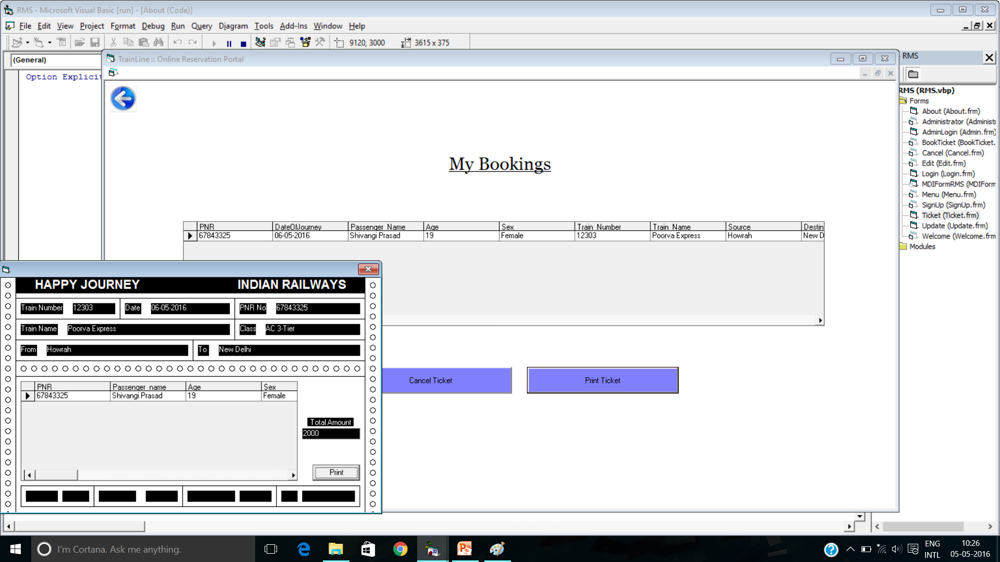 RMS - Microsoft Visual Basic [run] - [About (Code)]
File Edit View Project Format Debug Run Query Diagram Tools Add-Ins Window Help
9120, 3000 3615 x 375
(General)
Option Explicit
TrainLine :: Online Reservation Portal
My Bookings
PNR DateOfJourney Passenger_Name Age Sex Train_Number Train_Name Source Destin
67843325 06-05-2016 Shivangi Prasad 19 Female 12303 Poorva Express Howrah New D
Cancel Ticket Print Ticket
HAPPY JOURNEY INDIAN RAILWAYS
Train Number 12303 Date 06-05-2016 PNR No 67843325
Train Name Poorva Express Class AC 3-Tier
From Howrah To New Delhi
PNR Passenger_name Age Sex
67843325 Shivangi Prasad 19 Female
Total Amount
2000
Print
RMS
RMS (RMS.vbp)
Forms
About (About.frm)
Administrator (Administr
AdminLogin (Admin.frm)
BookTicket (BookTicket.
Cancel (Cancel.frm)
Edit (Edit.frm)
Login (Login.frm)
MDIFormRMS (MDIForm
Menu (Menu.frm)
SignUp (SignUp.frm)
Ticket (Ticket.frm)
Update (Update.frm)
Welcome (Welcome.frm
Modules
I'm Cortana. Ask me anything.
ENG
INTL
10:26
05-05-2016